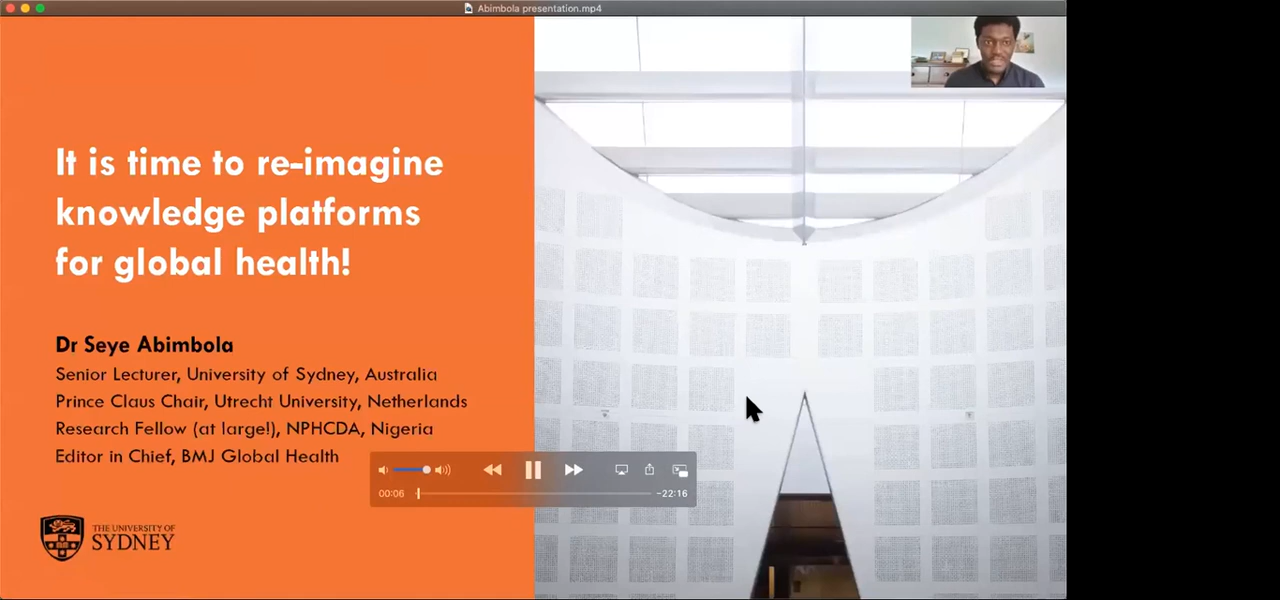 Abimbola presentation.mp4
It is time to re-imagine
knowledge platforms
for global health!
Dr Seye Abimbola
Senior Lecturer, University of Sydney, Australia
Prince Claus Chair, Utrecht University, Netherlands
Research Fellow (at large!), NPHCDA, Nigeria
Editor in Chief, BMJ Global Health
00:06
-22:16
THE UNIVERSITY OF
SYDNEY